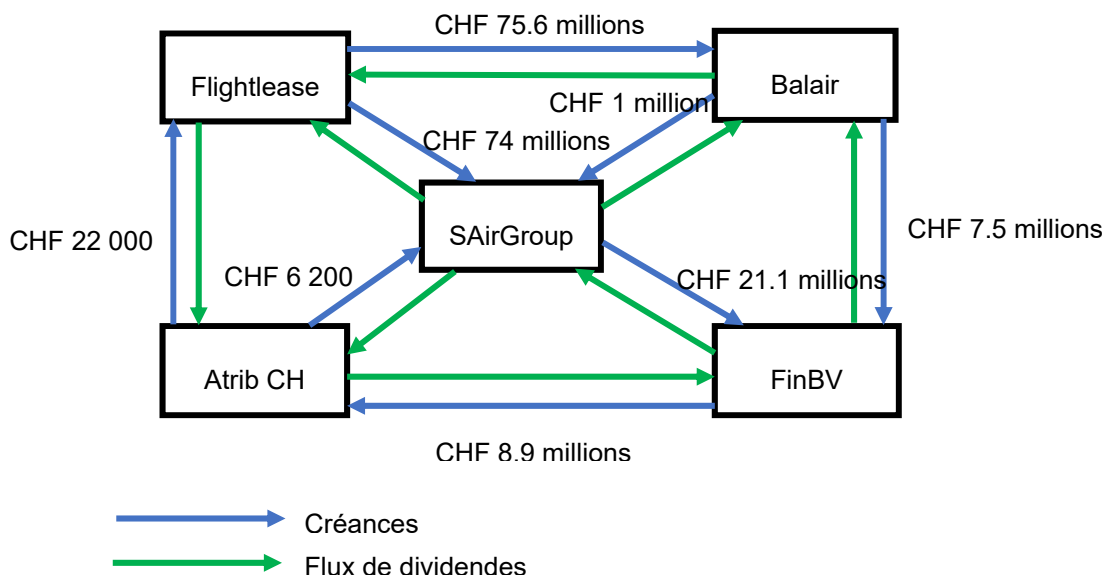 CHF 75.6 millions
Flightlease
Balair
CHF 1 million
CHF 74 millions
SAirGroup
CHF 22 000
CHF 7.5 millions
CHF 6 200
CHF 21.1 millions
Atrib CH
FinBV
CHF 8.9 millions
Créances
Flux de dividendes